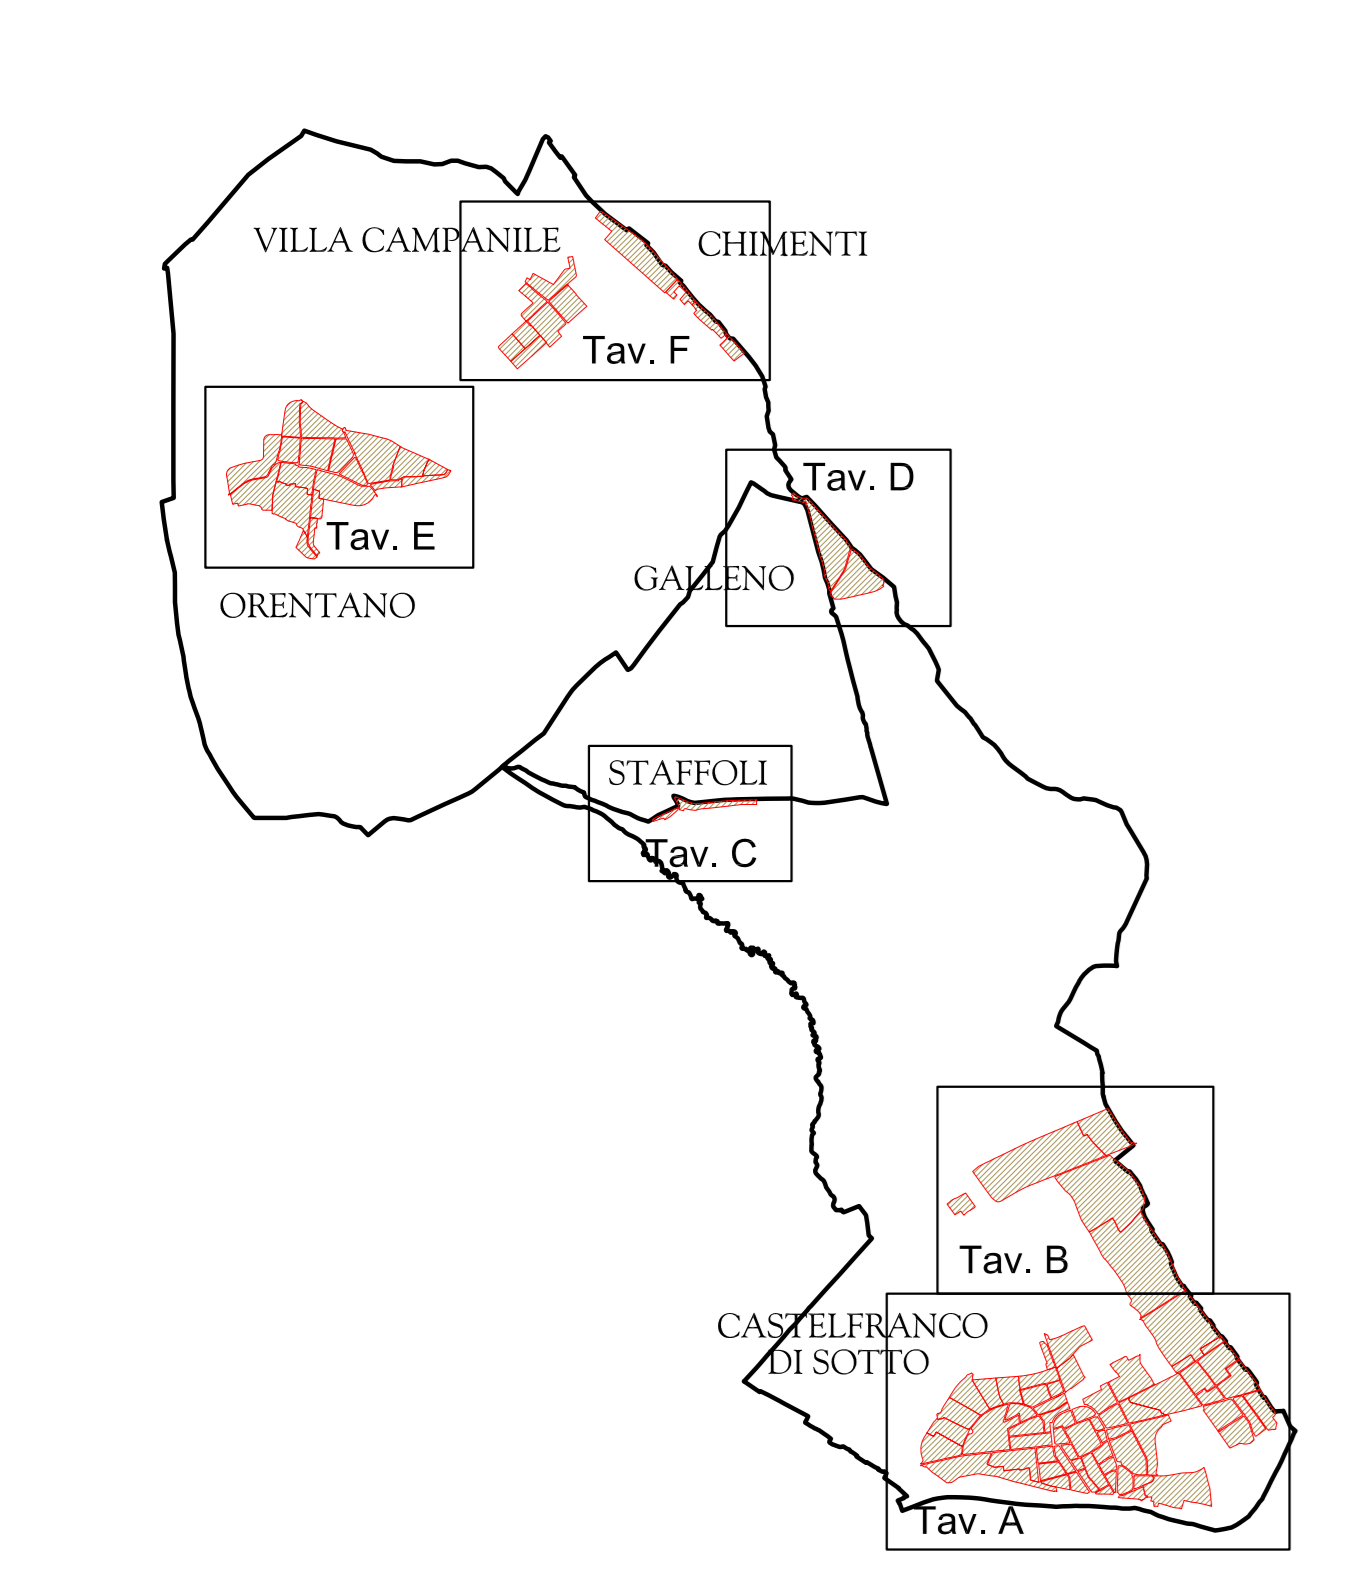 VILLA CAMPANILE
CHIMENTI
Tav. F
Tav. D
Tav. E
GALLENO
ORENTANO
STAFFOLI
Tav. C
Tav. B
CASTELFRANCO
DI SOTTO
Tav. A